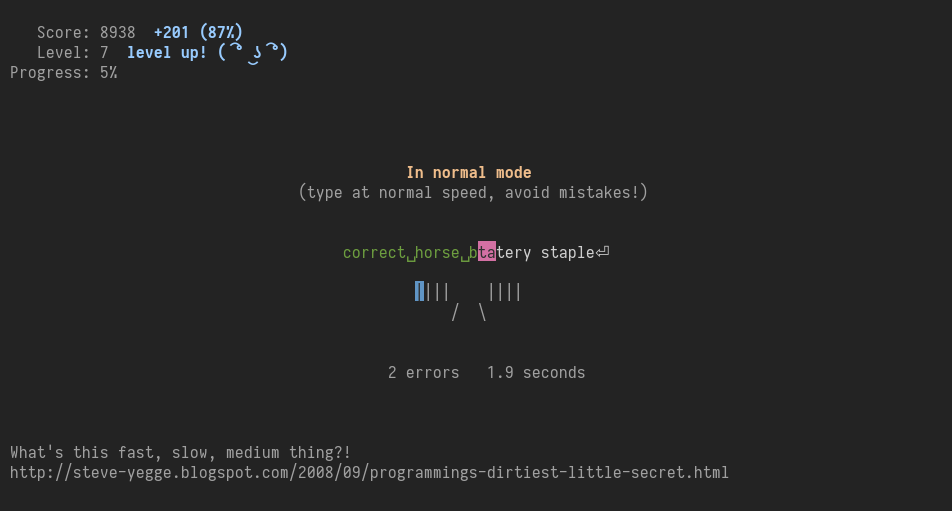 Score: 8938  +201 (87%)
Level: 7  level up! ( ͡° ͜ʖ ͡°)
Progress: 5%
In normal mode
(type at normal speed, avoid mistakes!)
correct␣horse␣btatery staple⏎
||||    ||||
/  \
2 errors   1.9 seconds
What's this fast, slow, medium thing?!
http://steve-yegge.blogspot.com/2008/09/programmings-dirtiest-little-secret.html